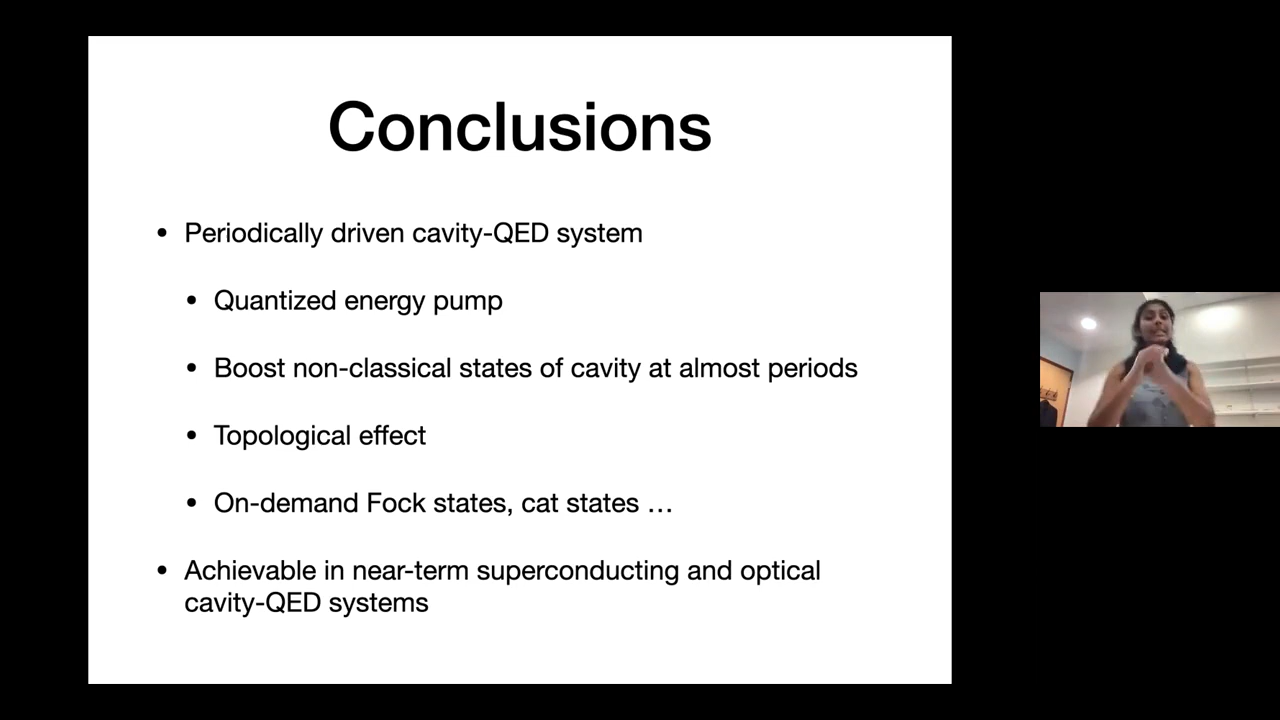 Conclusions
• Periodically driven cavity-QED system
• Quantized energy pump
• Boost non-classical states of cavity at almost periods
• Topological effect
• On-demand Fock states, cat states …
• Achievable in near-term superconducting and optical
cavity-QED systems